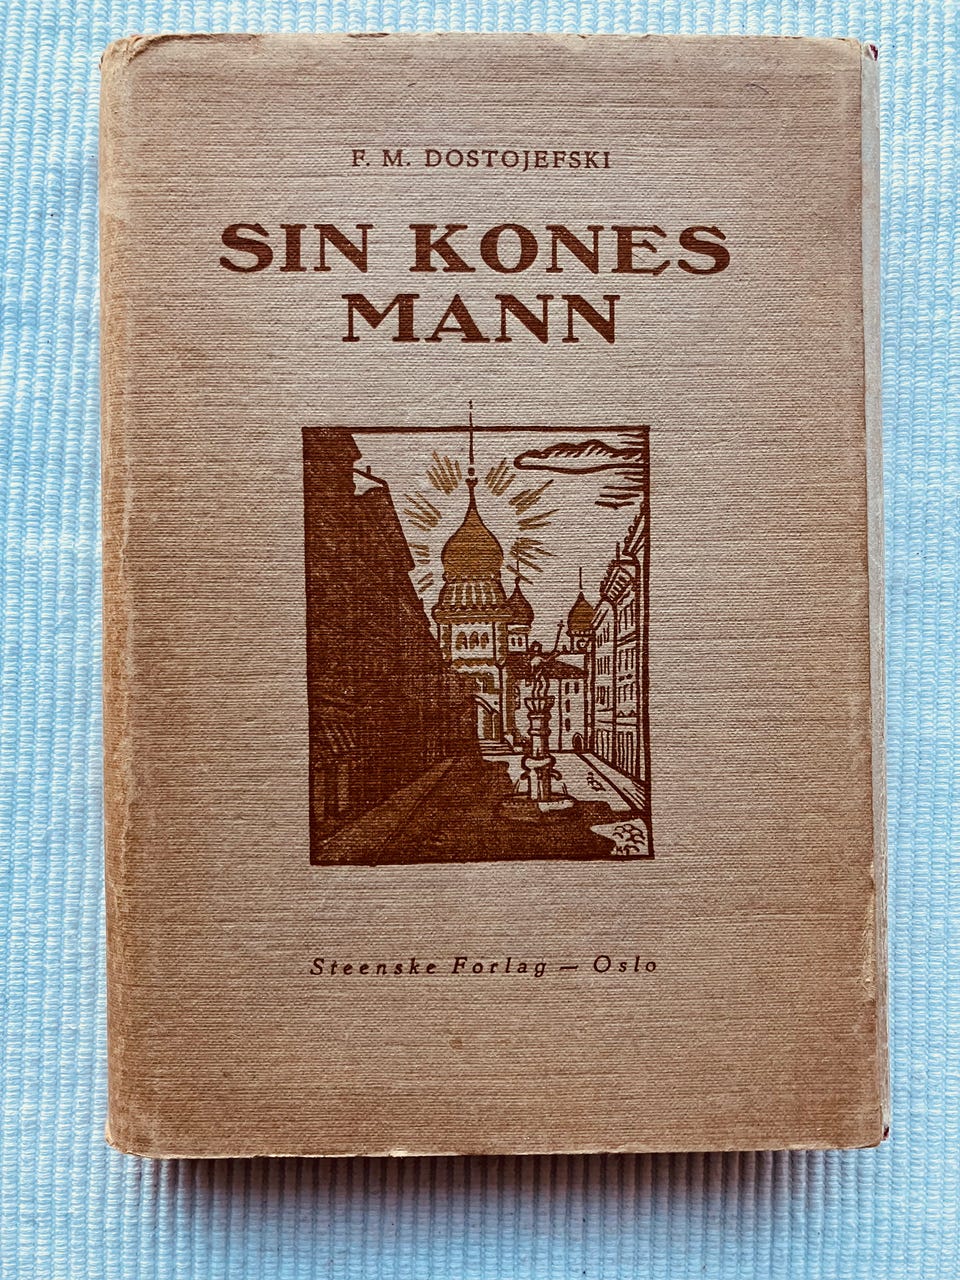 F. M. DOSTOJEFSKI
SIN KONES
MANN
Steenske Forlag — Oslo